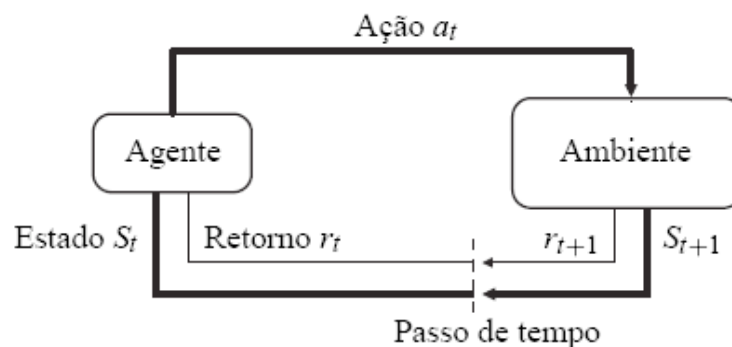 Ação a_t
Agente
Ambiente
Estado S_t
Retorno r_t
r_{t+1}
S_{t+1}
Passo de tempo